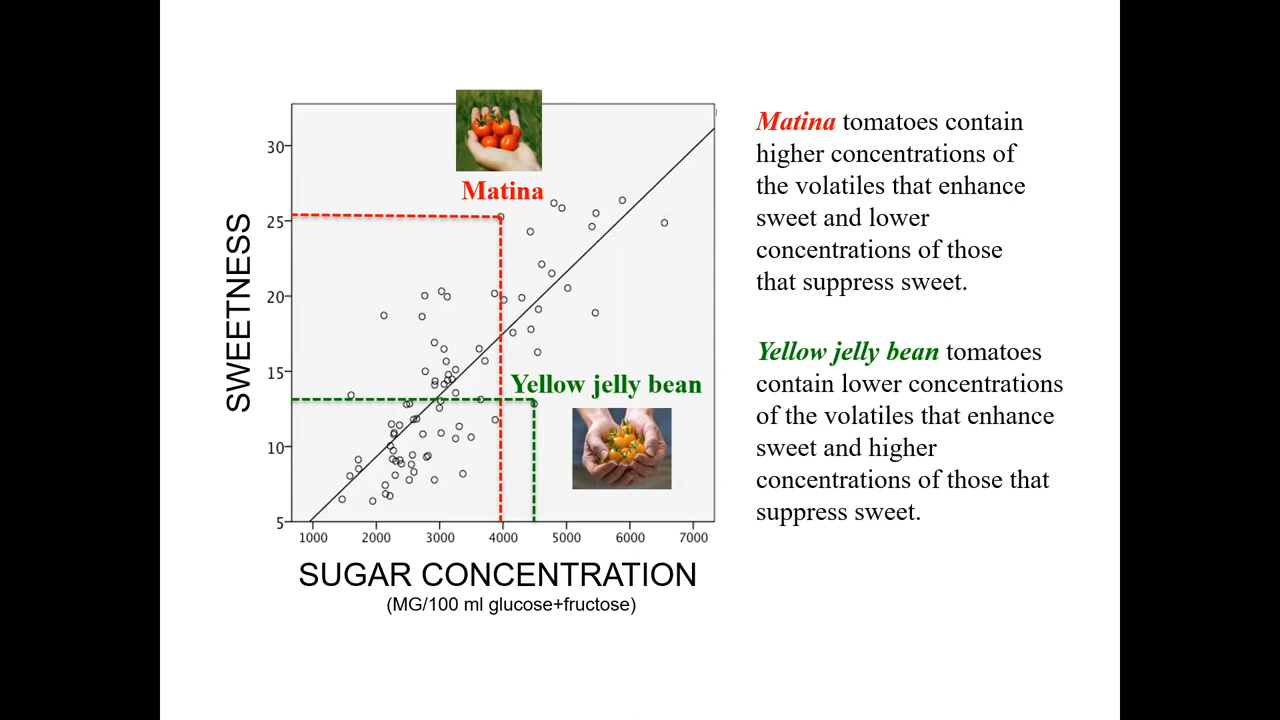 Matina
30
25
20
15
10
5
SWEETNESS
Yellow jelly bean
1000 2000 3000 4000 5000 6000 7000
SUGAR CONCENTRATION
(MG/100 ml glucose+fructose)
Matina tomatoes contain
higher concentrations of
the volatiles that enhance
sweet and lower
concentrations of those
that suppress sweet.
Yellow jelly bean tomatoes
contain lower concentrations
of the volatiles that enhance
sweet and higher
concentrations of those that
suppress sweet.